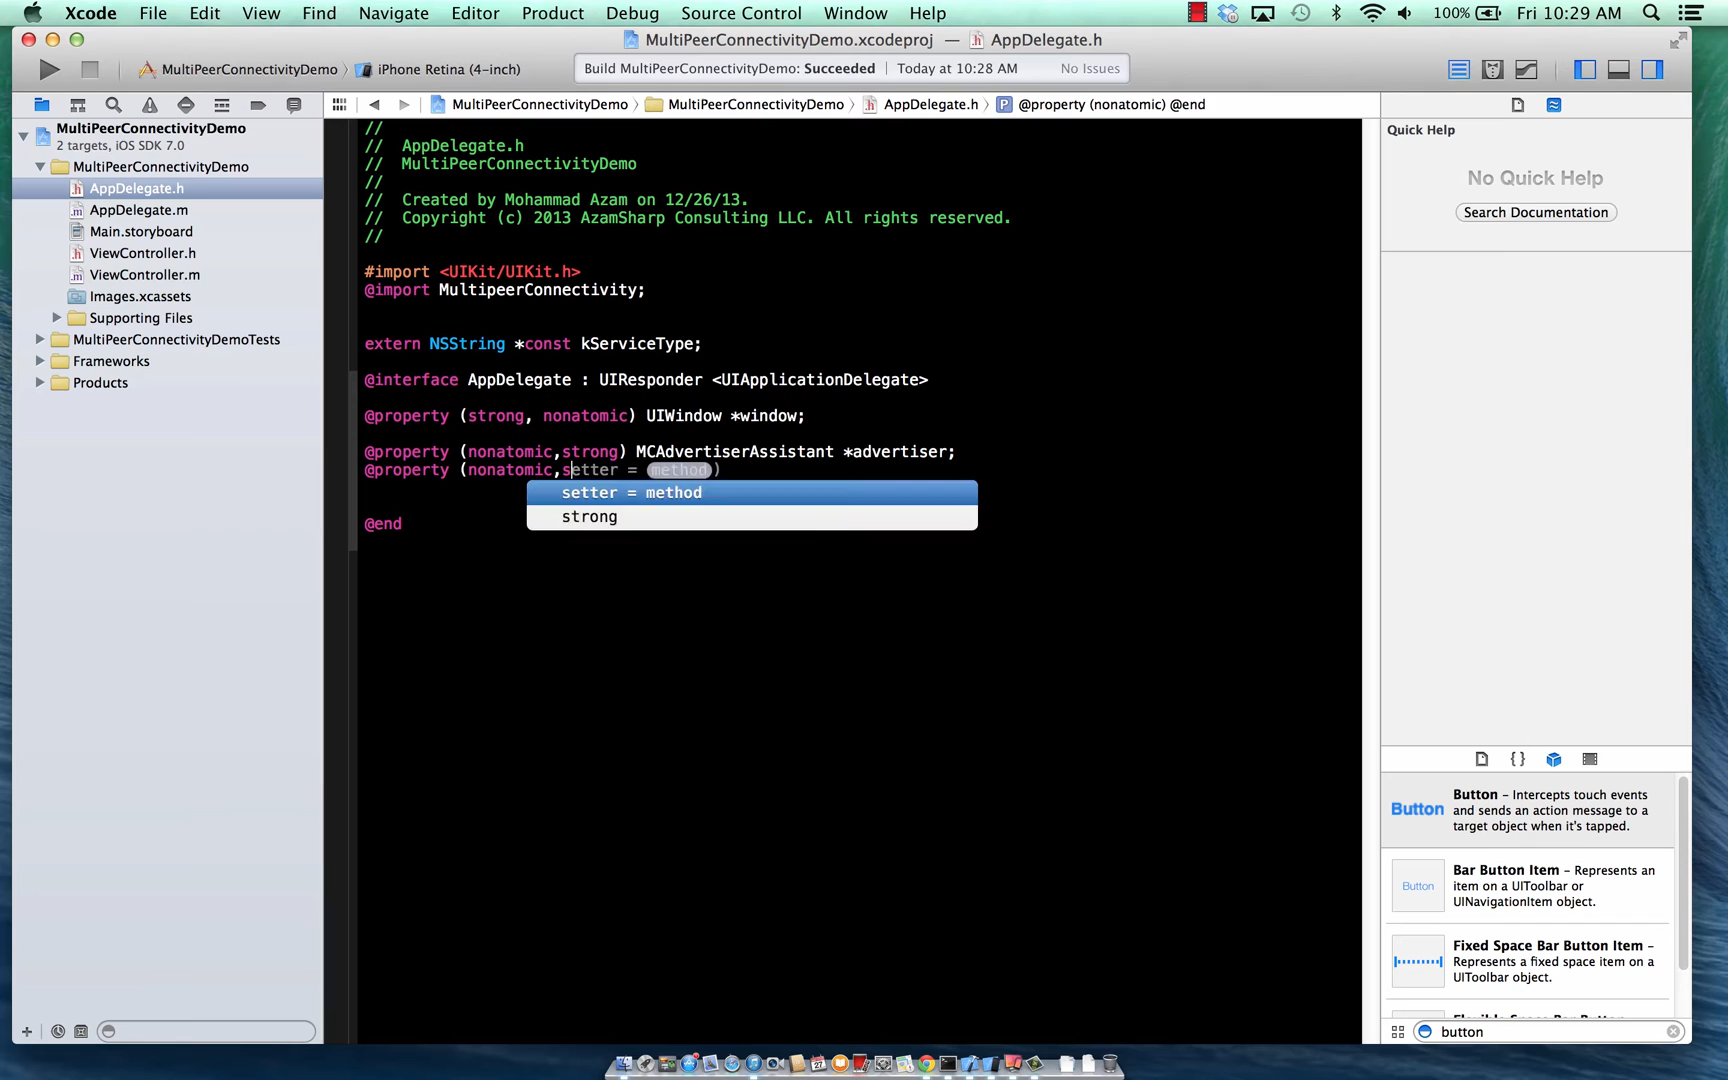 Xcode File Edit View Find Navigate Editor Product Debug Source Control Window Help 100% Fri 10:29 AM
MultiPeerConnectivityDemo.xcodeproj — AppDelegate.h
MultiPeerConnectivityDemo iPhone Retina (4-inch)
Build MultiPeerConnectivityDemo: Succeeded Today at 10:28 AM No Issues
MultiPeerConnectivityDemo MultiPeerConnectivityDemo AppDelegate.h P @property (nonatomic) @end
MultiPeerConnectivityDemo
2 targets, iOS SDK 7.0
MultiPeerConnectivityDemo
AppDelegate.h
AppDelegate.m
Main.storyboard
ViewController.h
ViewController.m
Images.xcassets
Supporting Files
MultiPeerConnectivityDemoTests
Frameworks
Products
//
// AppDelegate.h
// MultiPeerConnectivityDemo
//
// Created by Mohammad Azam on 12/26/13.
// Copyright (c) 2013 AzamSharp Consulting LLC. All rights reserved.
//
#import <UIKit/UIKit.h>
@import MultipeerConnectivity;
extern NSString *const kServiceType;
@interface AppDelegate : UIResponder <UIApplicationDelegate>
@property (strong, nonatomic) UIWindow *window;
@property (nonatomic,strong) MCAdvertiserAssistant *advertiser;
@property (nonatomic,setter = method)
setter = method
strong
@end
Quick Help
No Quick Help
Search Documentation
Button
Button – Intercepts touch events
and sends an action message to a
target object when it's tapped.
Button
Bar Button Item – Represents an
item on a UIToolbar or
UINavigationItem object.
Fixed Space Bar Button Item –
Represents a fixed space item on a
UIToolbar object.
button